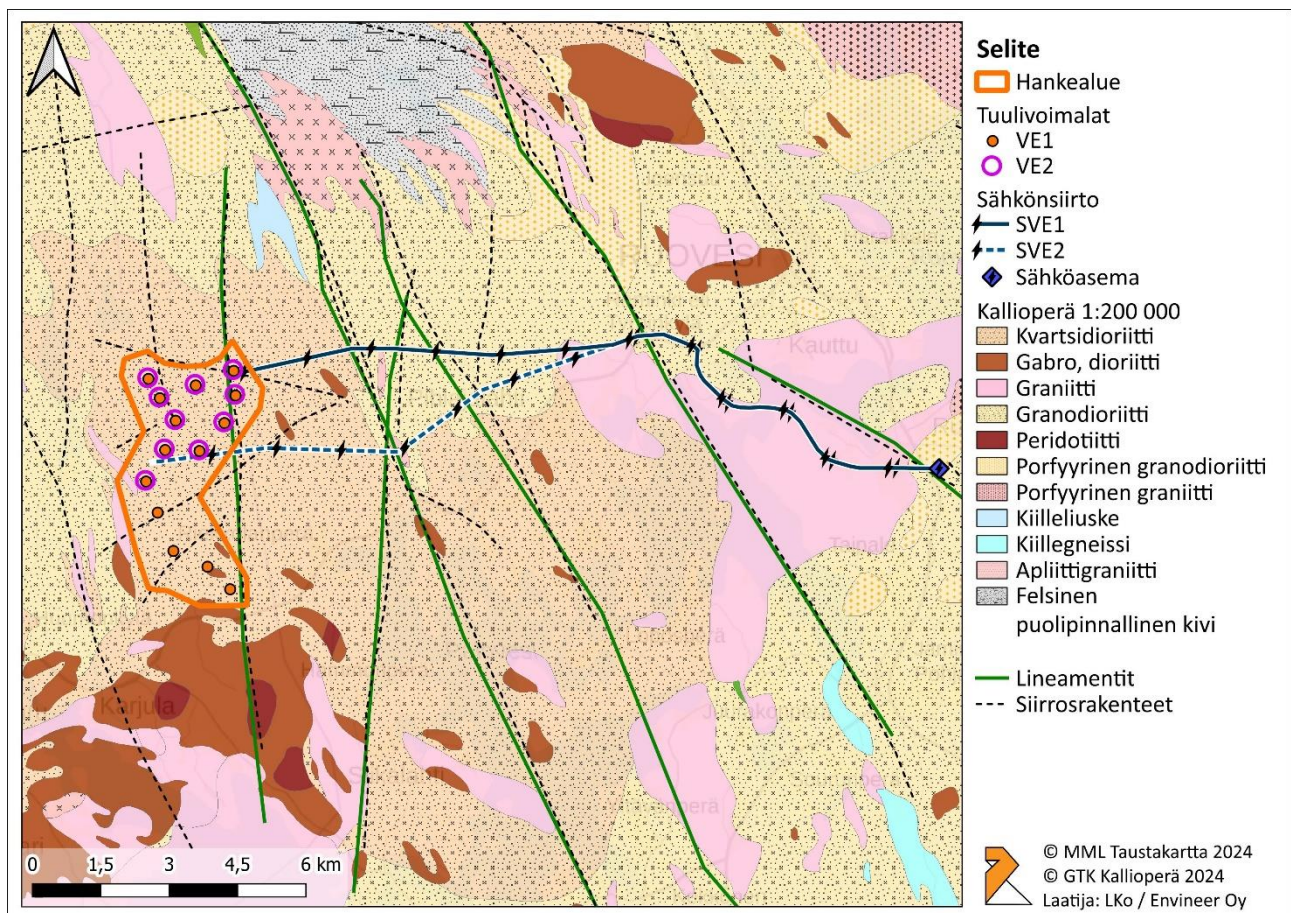 Selite
Hankealue
Tuulivoimalat
VE1
VE2
Sähkönsiirto
SVE1
SVE2
Sähköasema
Kallioperä 1:200 000
Kvartsidioriitti
Gabro, dioriitti
Graniitti
Granodioriitti
Peridotiitti
Porfyyrinen granodioriitti
Porfyyrinen graniitti
Kiilleliuske
Kiillegneissi
Apliittigraniitti
Felsinen
puolipinnallinen kivi
Lineamentit
Siirrosrakenteet
© MML Taustakartta 2024
© GTK Kallioperä 2024
Laatija: LKo / Envineer Oy
Kauttu
Karjula
0 1,5 3 4,5 6 km